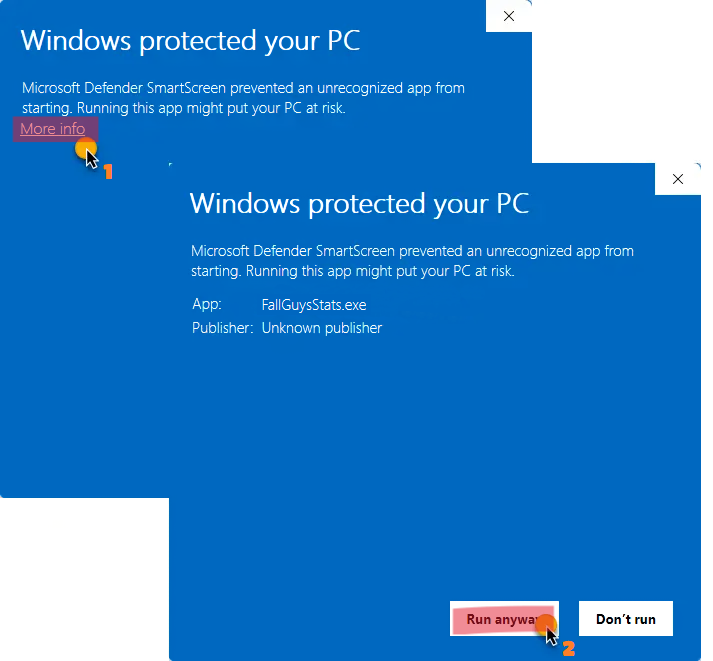 Windows protected your PC
Microsoft Defender SmartScreen prevented an unrecognized app from
starting. Running this app might put your PC at risk.
More info
1
Windows protected your PC
Microsoft Defender SmartScreen prevented an unrecognized app from
starting. Running this app might put your PC at risk.
App: FallGuysStats.exe
Publisher: Unknown publisher
Run anyway
Don't run
2